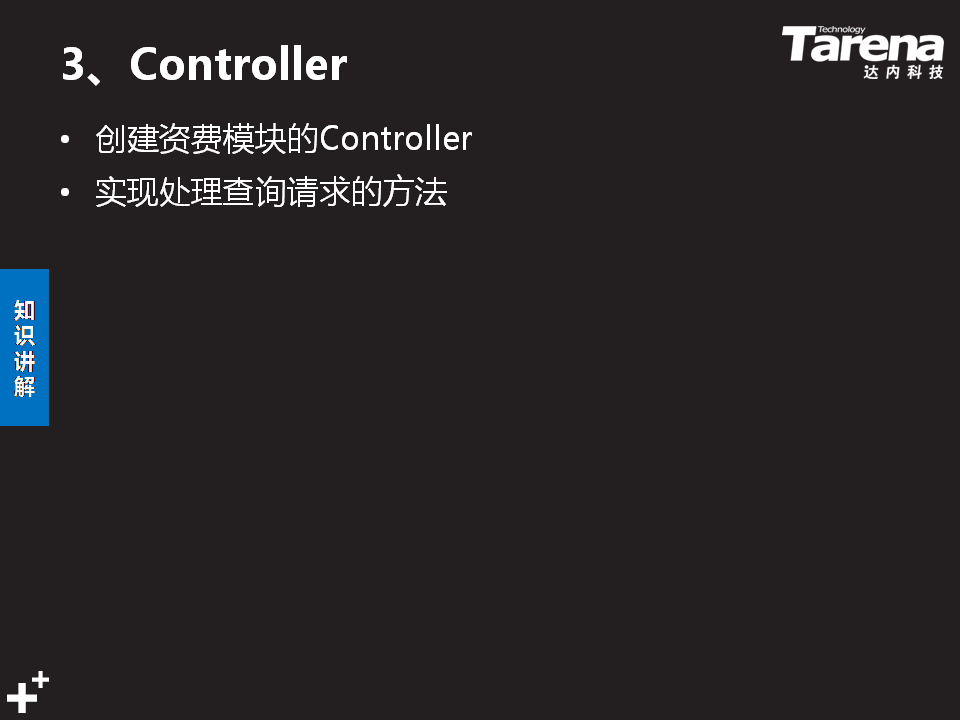 3、Controller
Technology
Tarena
达内科技
• 创建资费模块的Controller
• 实现处理查询请求的方法
知
识
讲
解